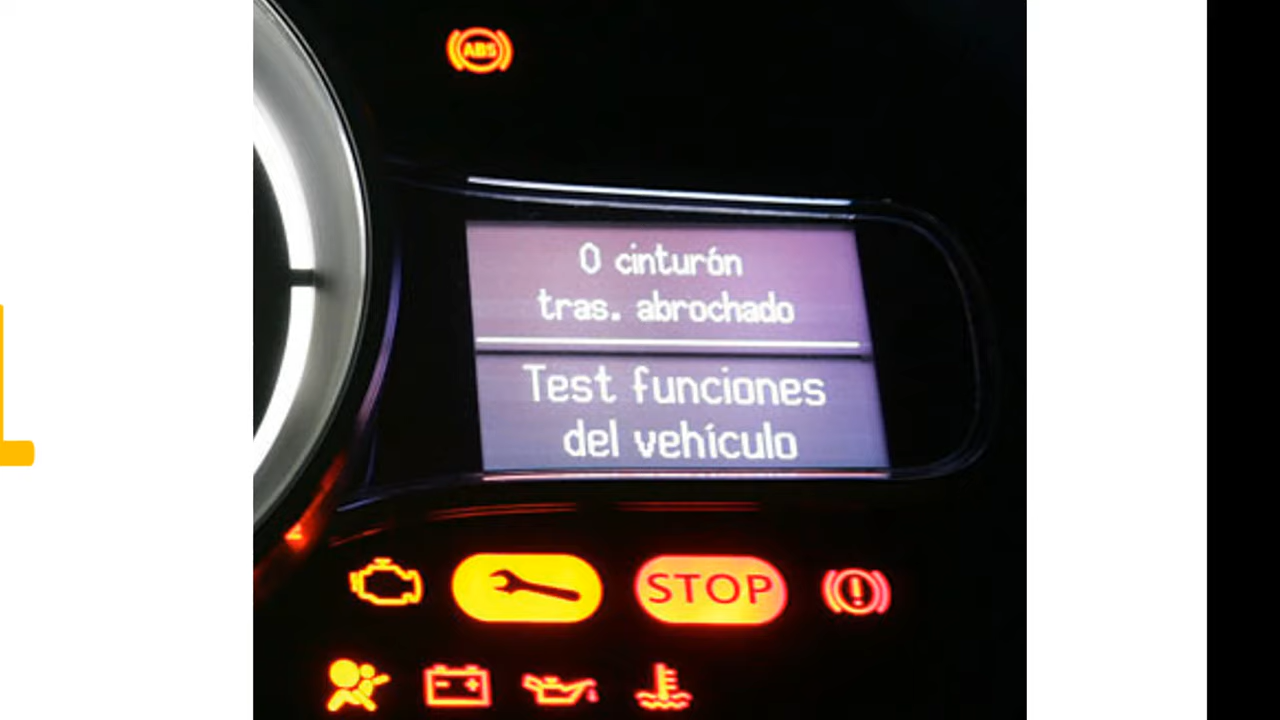 ABS
0 cinturón
tras. abrochado
Test funciones
del vehículo
STOP